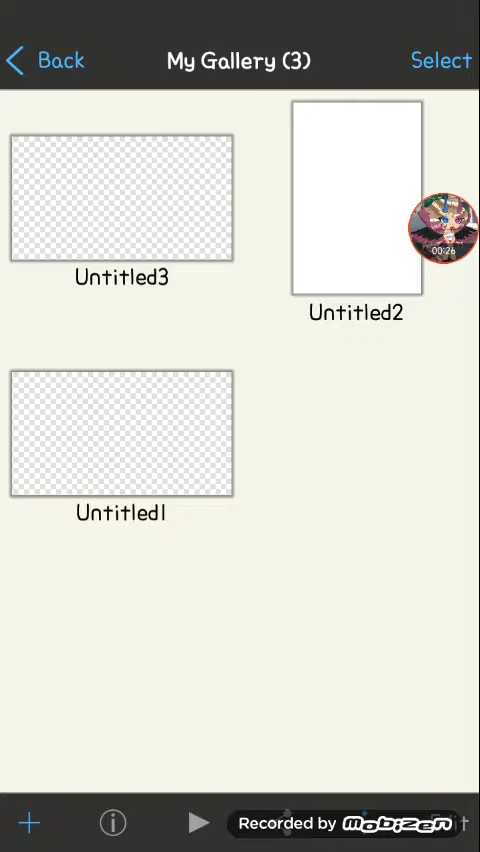 Back
My Gallery (3)
Select
00:26
Untitled3
Untitled2
Untitled1
Recorded by mobizen